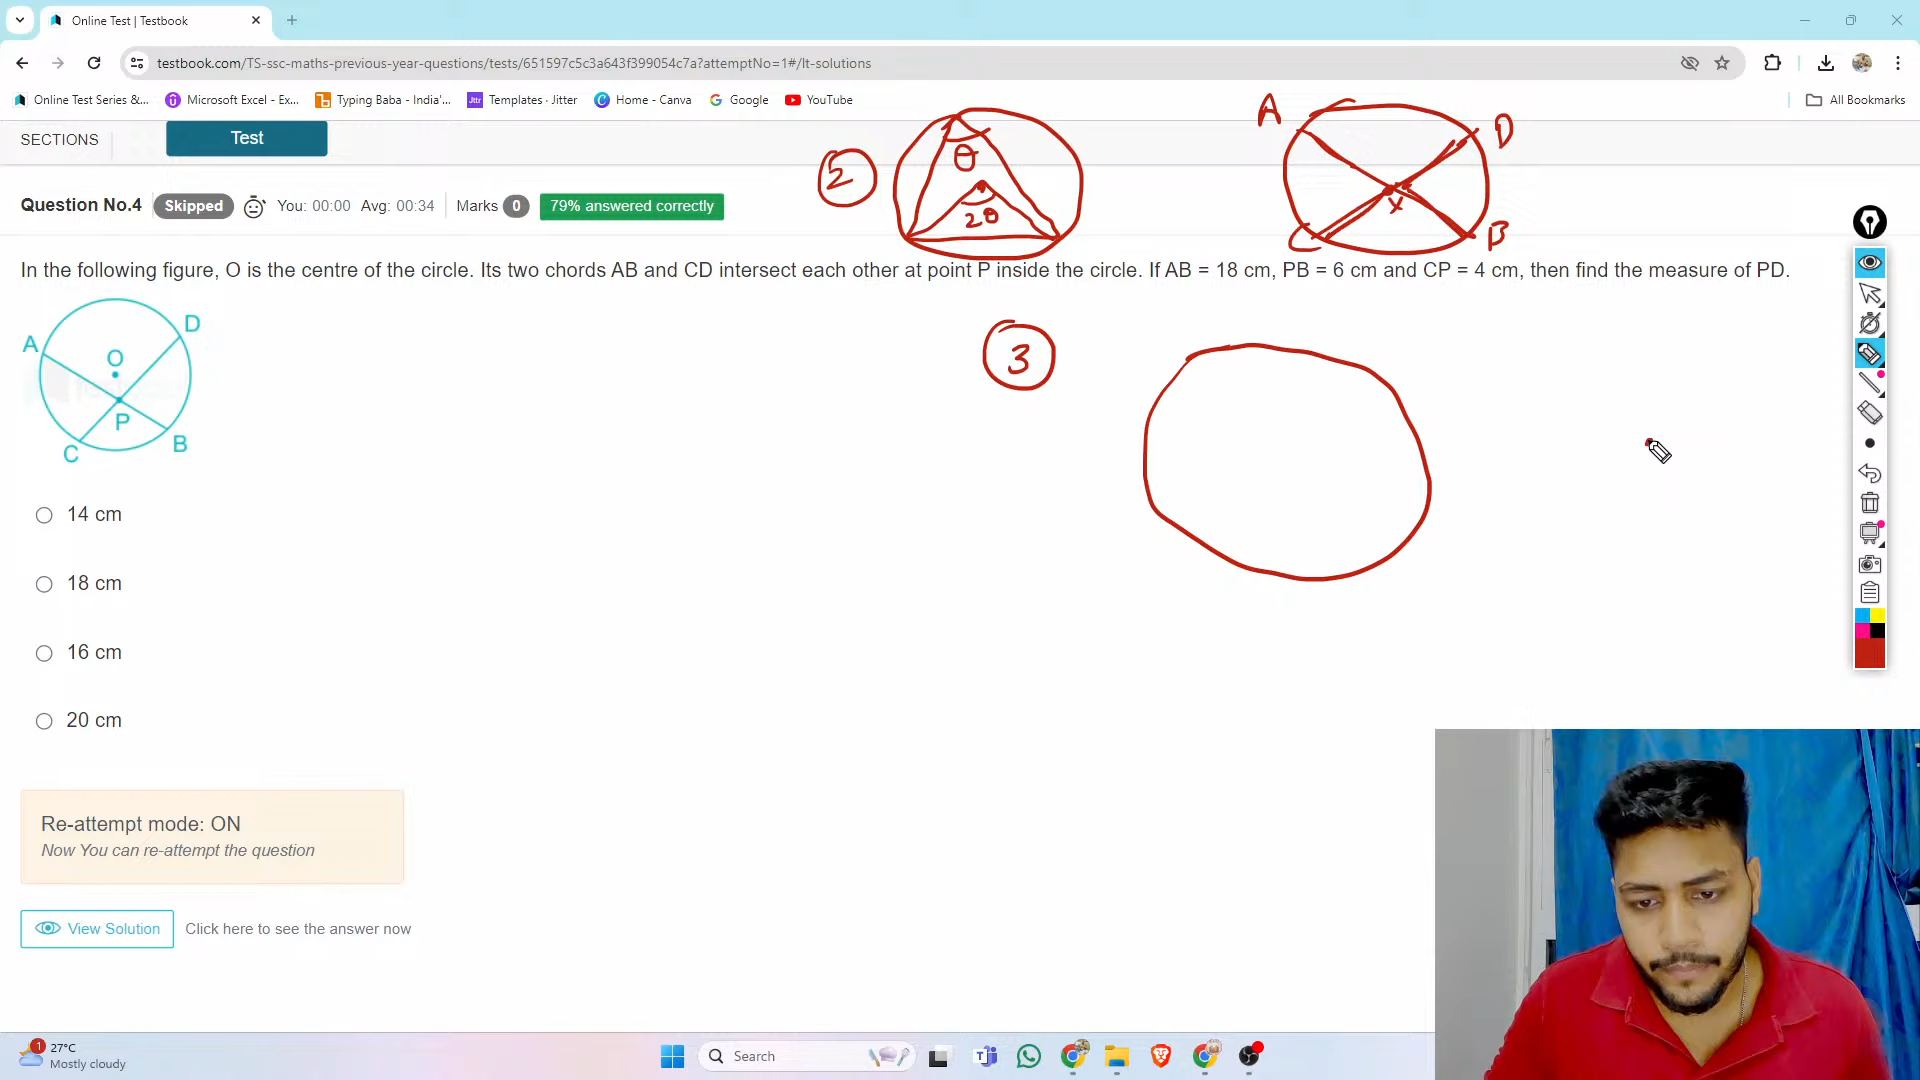 Online Test | Testbook
testbook.com/TS-ssc-maths-previous-year-questions/tests/651597c5c3a643f399054c7a?attemptNo=1#/lt-solutions
Online Test Series &... Microsoft Excel - Ex... Typing Baba - India'... Jitr Templates · Jitter Home - Canva Google YouTube All Bookmarks
SECTIONS Test
2 θ 2θ A D C X B
Question No.4 Skipped You: 00:00 Avg: 00:34 Marks 0 79% answered correctly
In the following figure, O is the centre of the circle. Its two chords AB and CD intersect each other at point P inside the circle. If AB = 18 cm, PB = 6 cm and CP = 4 cm, then find the measure of PD.
3
A D
O
P
C B
14 cm
18 cm
16 cm
20 cm
Re-attempt mode: ON
Now You can re-attempt the question
View Solution Click here to see the answer now
1 27°C
Mostly cloudy
Search